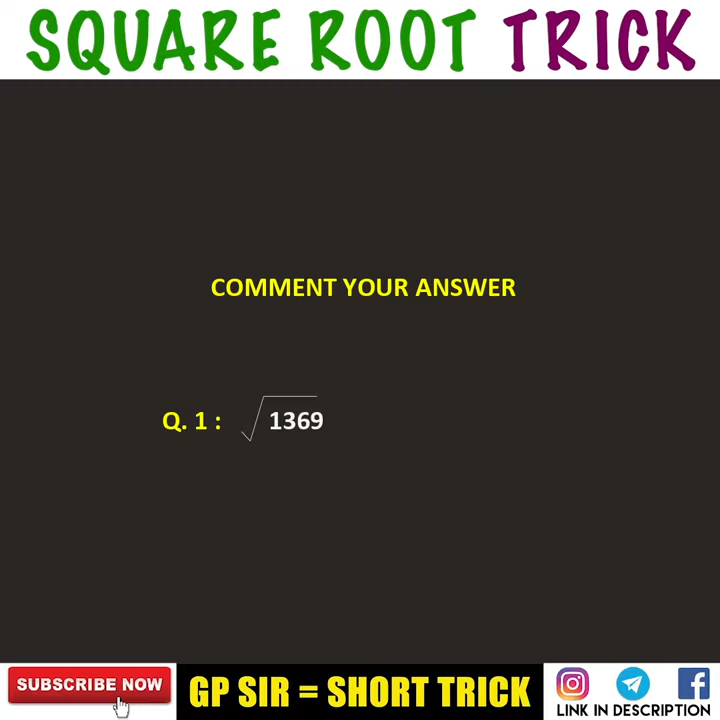 SQUARE ROOT TRICK
COMMENT YOUR ANSWER
Q. 1 : √1369
SUBSCRIBE NOW
GP SIR = SHORT TRICK
LINK IN DESCRIPTION